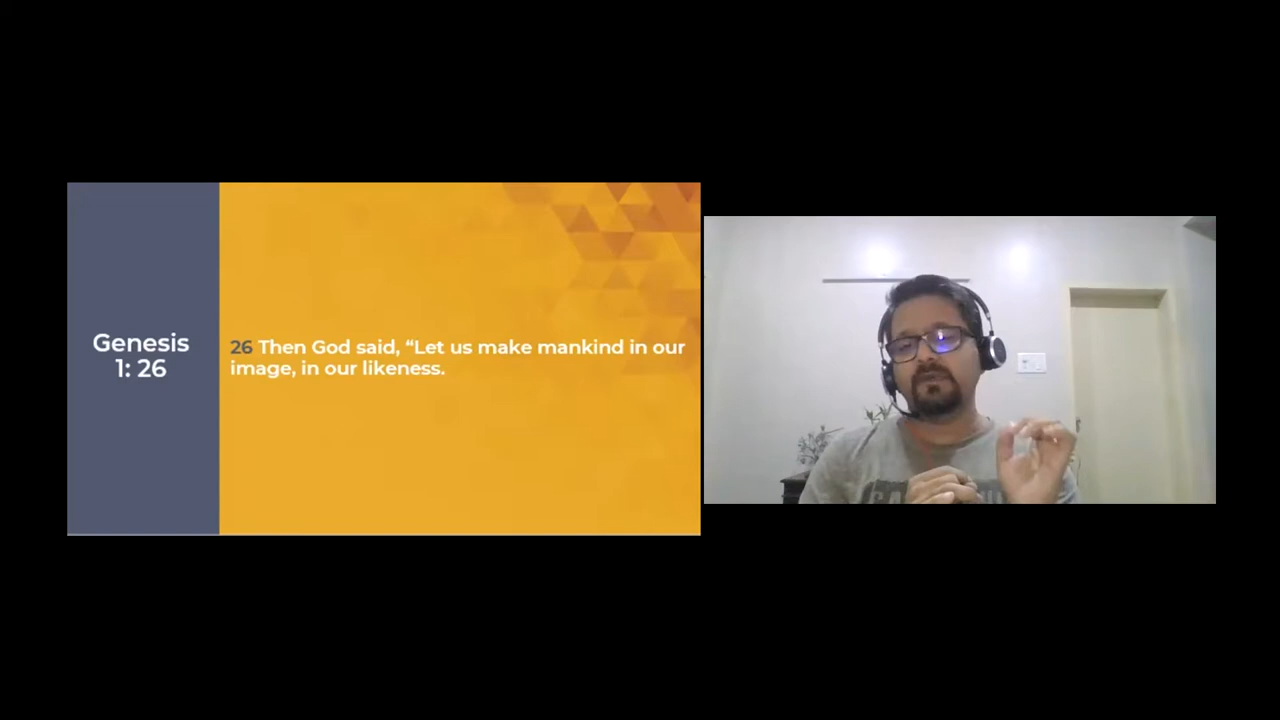 Genesis
1: 26
26 Then God said, “Let us make mankind in our
image, in our likeness.